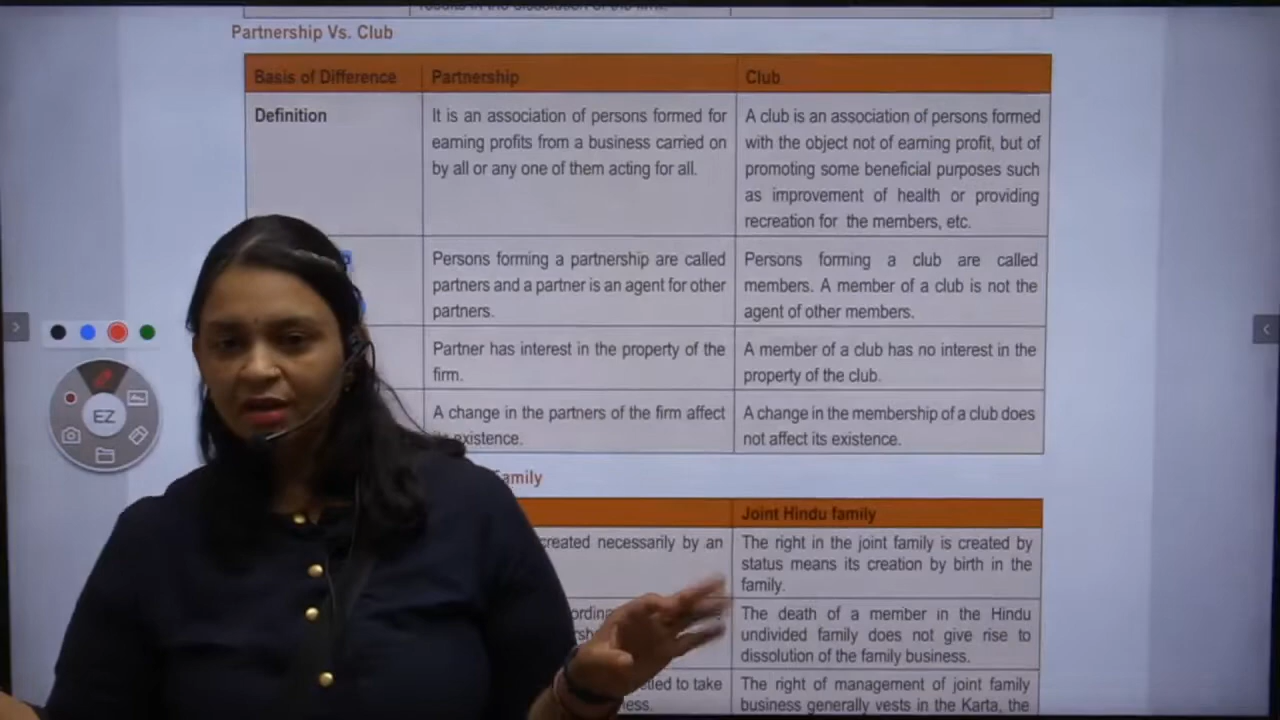 Partnership Vs. Club
Basis of Difference Partnership Club
Definition
It is an association of persons formed for
earning profits from a business carried on
by all or any one of them acting for all.
A club is an association of persons formed
with the object not of earning profit, but of
promoting some beneficial purposes such
as improvement of health or providing
recreation for the members, etc.
Persons forming a partnership are called
partners and a partner is an agent for other
partners.
Persons forming a club are called
members. A member of a club is not the
agent of other members.
Partner has interest in the property of the
firm.
A member of a club has no interest in the
property of the club.
A change in the partners of the firm affect
existence.
A change in the membership of a club does
not affect its existence.
Joint Hindu family
created necessarily by an
The right in the joint family is created by
status means its creation by birth in the
family.
The death of a member in the Hindu
undivided family does not give rise to
dissolution of the family business.
to take
The right of management of joint family
business generally vests in the Karta, the
EZ